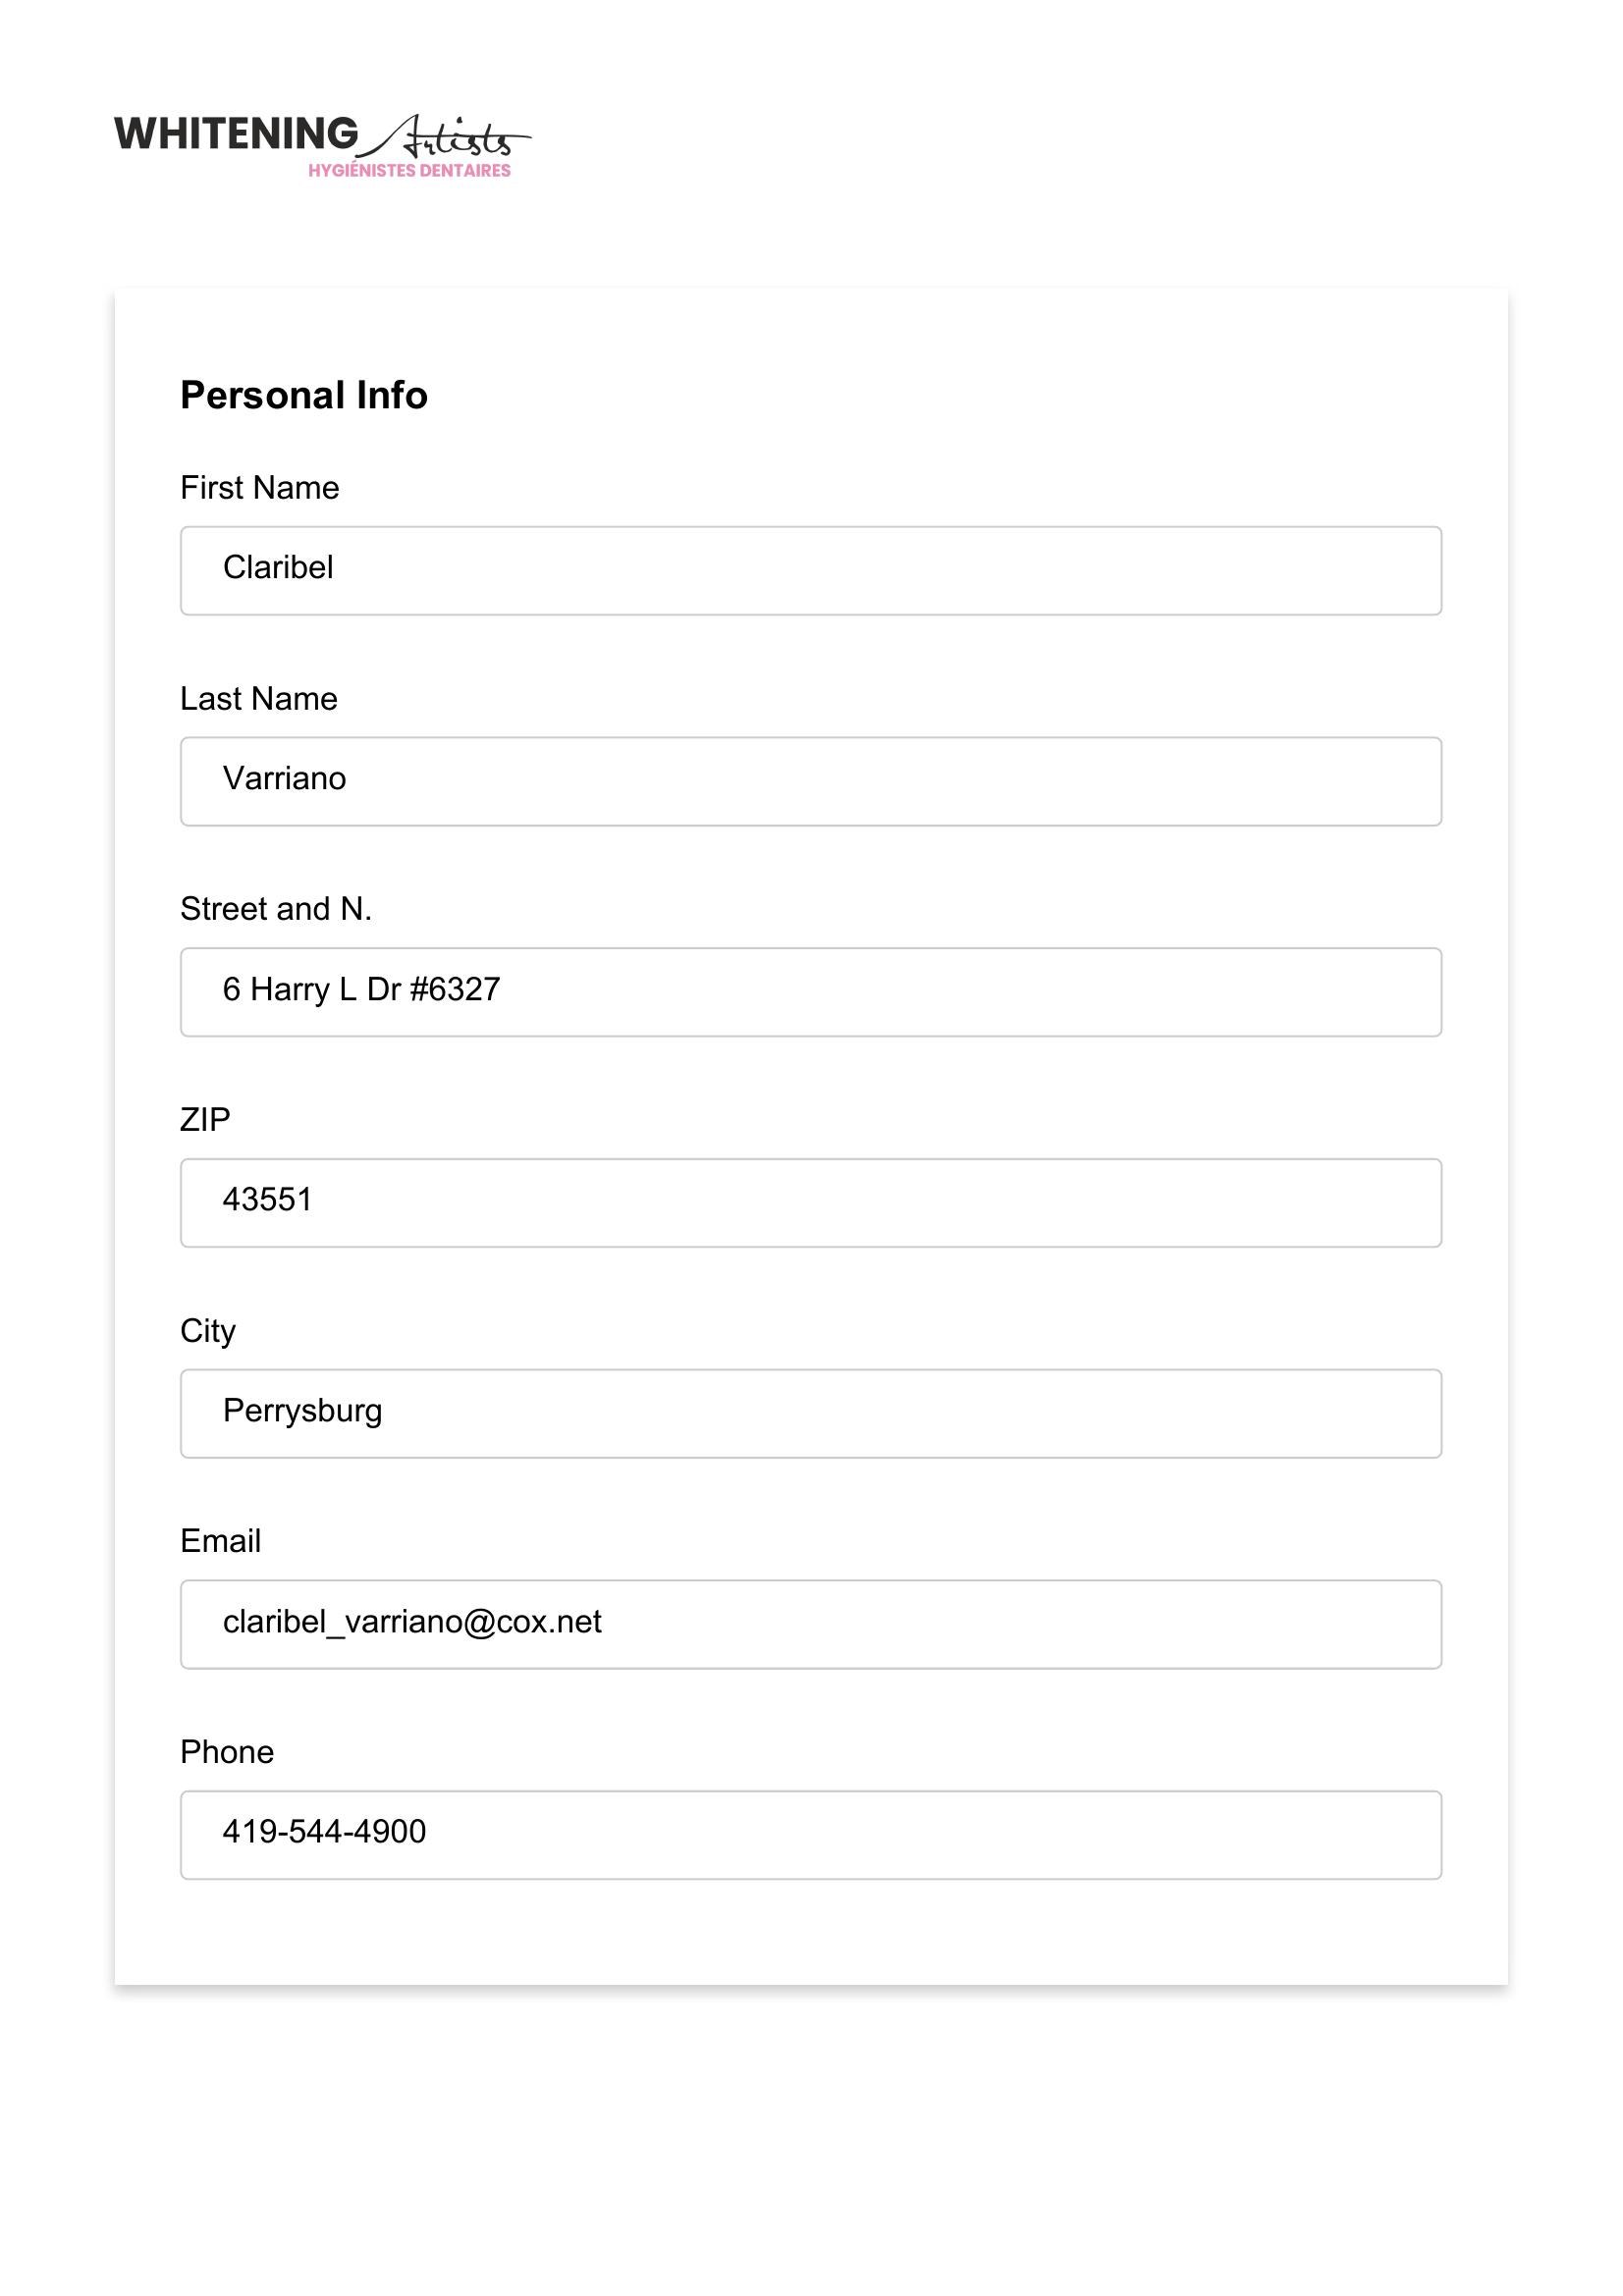 WHITENING Artists
HYGIÉNISTES DENTAIRES
Personal Info
First Name
Claribel
Last Name
Varriano
Street and N.
6 Harry L Dr #6327
ZIP
43551
City
Perrysburg
Email
claribel_varriano@cox.net
Phone
419-544-4900